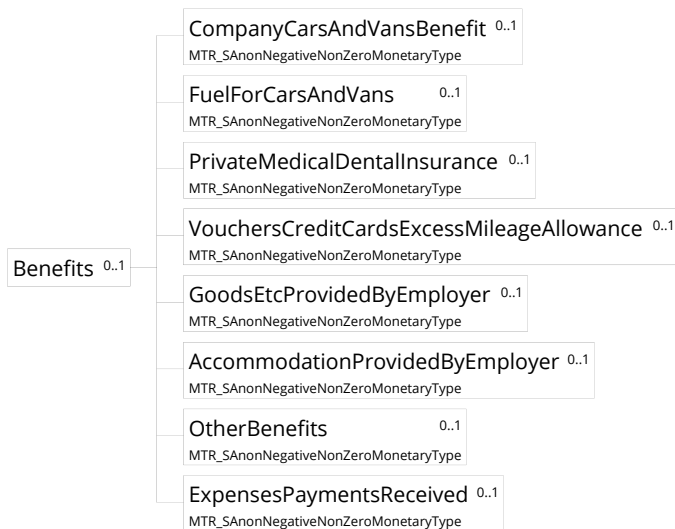 CompanyCarsAndVansBenefit 0..1
MTR_SAnonNegativeNonZeroMonetaryType
FuelForCarsAndVans 0..1
MTR_SAnonNegativeNonZeroMonetaryType
PrivateMedicalDentalInsurance 0..1
MTR_SAnonNegativeNonZeroMonetaryType
VouchersCreditCardsExcessMileageAllowance 0..1
MTR_SAnonNegativeNonZeroMonetaryType
Benefits 0..1
GoodsEtcProvidedByEmployer 0..1
MTR_SAnonNegativeNonZeroMonetaryType
AccommodationProvidedByEmployer 0..1
MTR_SAnonNegativeNonZeroMonetaryType
OtherBenefits 0..1
MTR_SAnonNegativeNonZeroMonetaryType
ExpensesPaymentsReceived 0..1
MTR_SAnonNegativeNonZeroMonetaryType